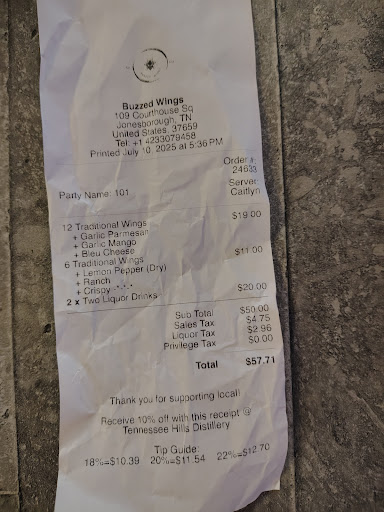 Buzzed Wings
109 Courthouse Sq
Jonesborough, TN
United States, 37659
Tel: +1 4233079458
Printed July 10, 2025 at 5:36 PM
Order #:
24633
Party Name: 101
Server:
Caitlyn
12 Traditional Wings $19.00
+ Garlic Parmesan
+ Garlic Mango
+ Bleu Cheese
6 Traditional Wings $11.00
+ Lemon Pepper (Dry)
+ Ranch
+ Crispy
2 x Two Liquor Drinks $20.00
Sub Total $50.00
Sales Tax $4.75
Liquor Tax $2.96
Privilege Tax $0.00
Total $57.71
Thank you for supporting local!
Receive 10% off with this receipt @
Tennessee Hills Distillery
Tip Guide:
18%=$10.39 20%=$11.54 22%=$12.70